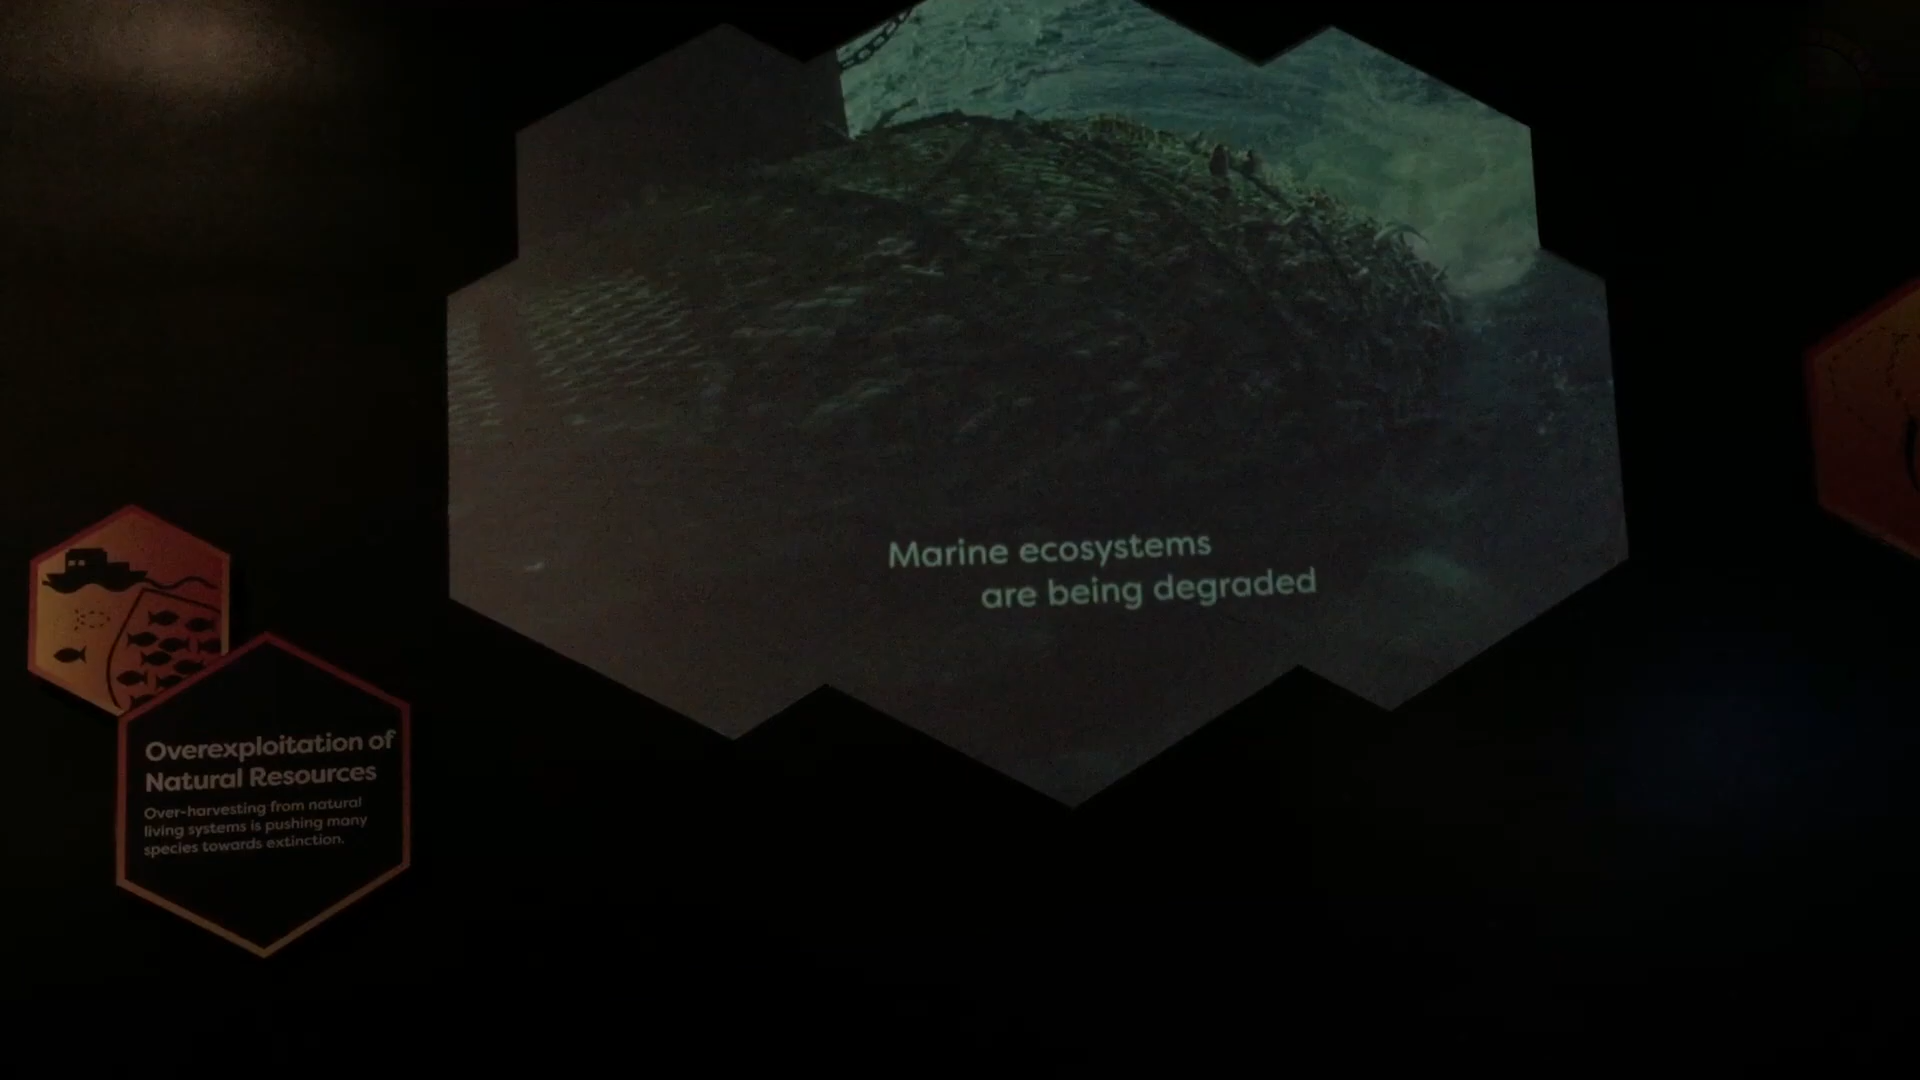 Marine ecosystems
are being degraded
Overexploitation of
Natural Resources
Over-harvesting from natural
living systems is pushing many
species towards extinction.